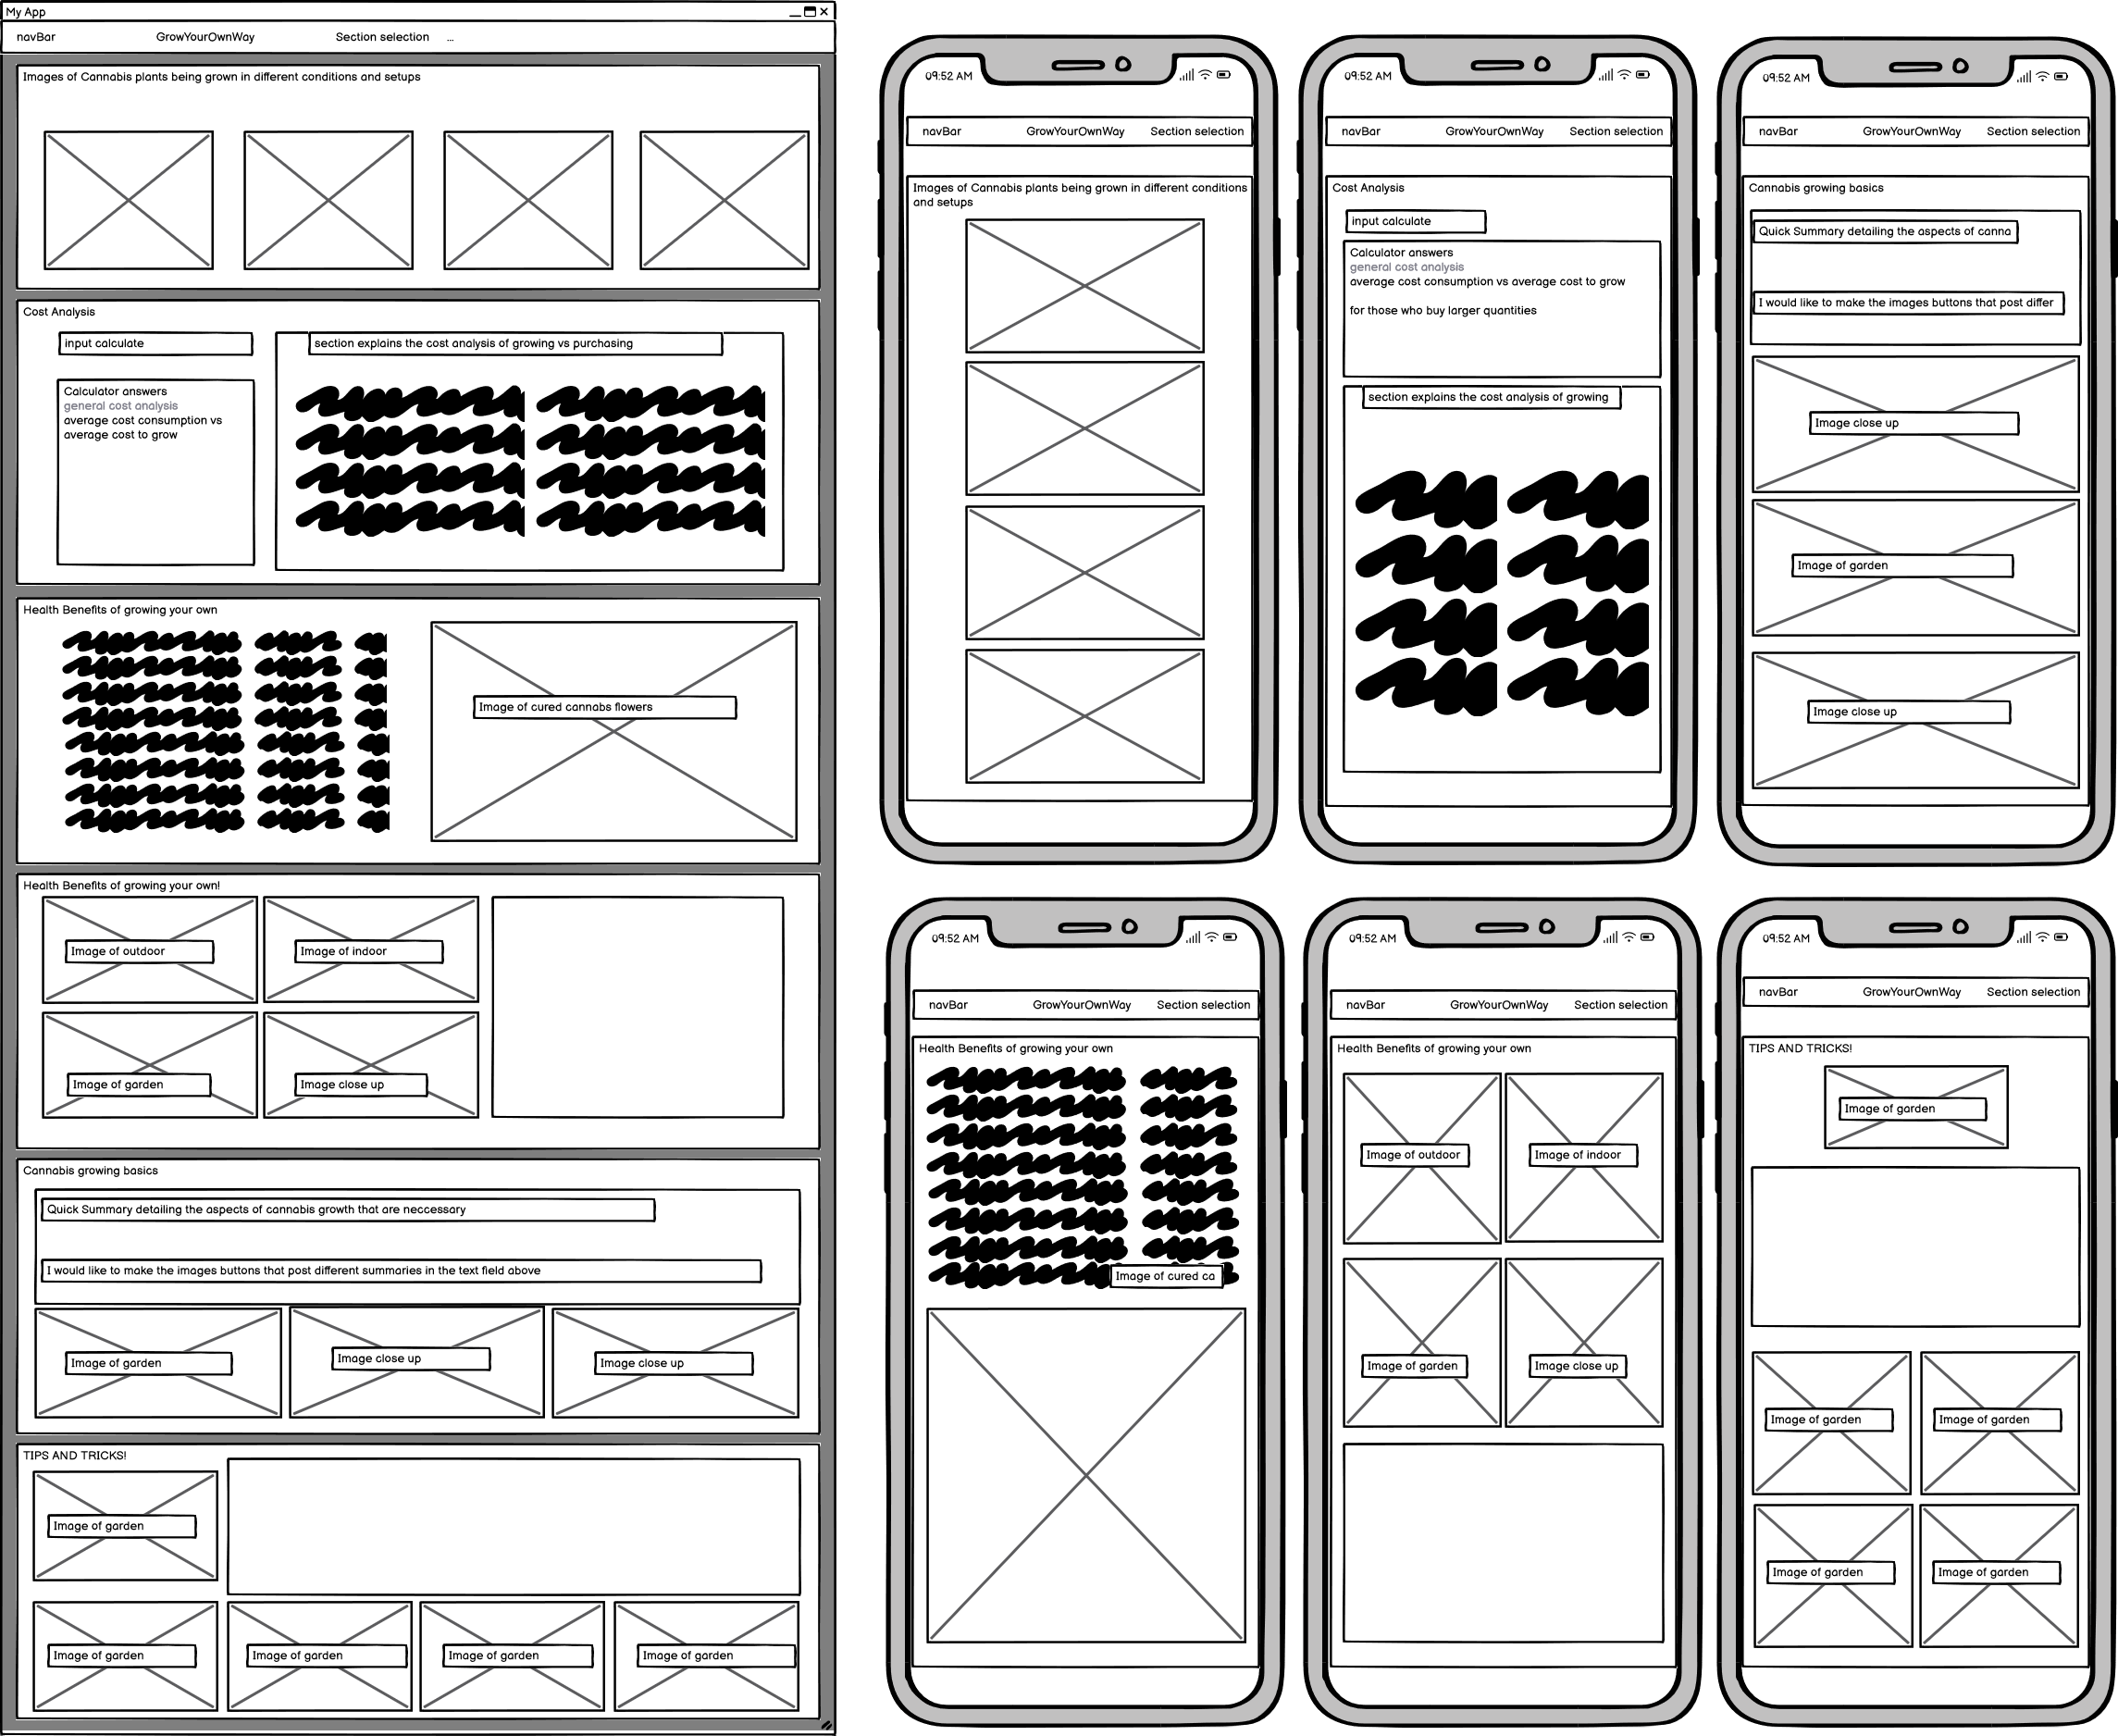 My App
navBar GrowYourOwnWay Section selection ...
Images of Cannabis plants being grown in different conditions and setups
Cost Analysis
input calculate
section explains the cost analysis of growing vs purchasing
Calculator answers
general cost analysis
average cost consumption vs
average cost to grow
Health Benefits of growing your own
Image of cured cannabs flowers
Health Benefits of growing your own!
Image of outdoor
Image of indoor
Image of garden
Image close up
Cannabis growing basics
Quick Summary detailing the aspects of cannabis growth that are neccessary
I would like to make the images buttons that post different summaries in the text field above
Image of garden
Image close up
Image close up
TIPS AND TRICKS!
Image of garden
Image of garden
Image of garden
Image of garden
Image of garden
09:52 AM
navBar GrowYourOwnWay Section selection
Images of Cannabis plants being grown in different conditions
and setups
09:52 AM
navBar GrowYourOwnWay Section selection
Cost Analysis
input calculate
Calculator answers
general cost analysis
average cost consumption vs average cost to grow
for those who buy larger quantities
section explains the cost analysis of growing
09:52 AM
navBar GrowYourOwnWay Section selection
Cannabis growing basics
Quick Summary detailing the aspects of canna
I would like to make the images buttons that post differ
Image close up
Image of garden
Image close up
09:52 AM
navBar GrowYourOwnWay Section selection
Health Benefits of growing your own
Image of cured ca
09:52 AM
navBar GrowYourOwnWay Section selection
Health Benefits of growing your own
Image of outdoor
Image of indoor
Image of garden
Image close up
09:52 AM
navBar GrowYourOwnWay Section selection
TIPS AND TRICKS!
Image of garden
Image of garden
Image of garden
Image of garden
Image of garden